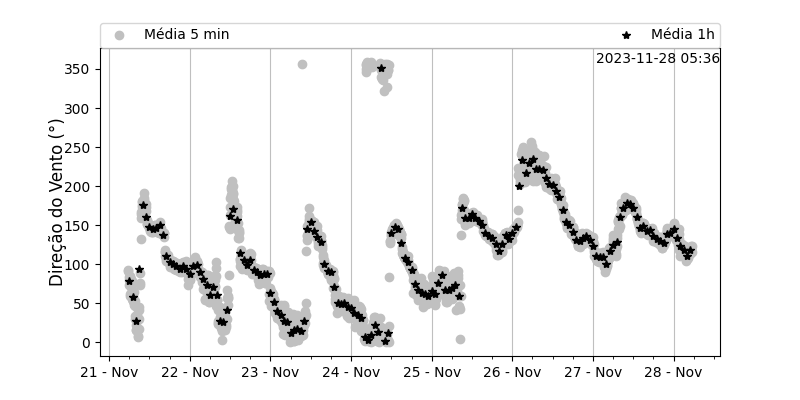 Média 5 min
Média 1h
2023-11-28 05:36
Direção do Vento (°)
350
300
250
200
150
100
50
0
21 - Nov
22 - Nov
23 - Nov
24 - Nov
25 - Nov
26 - Nov
27 - Nov
28 - Nov